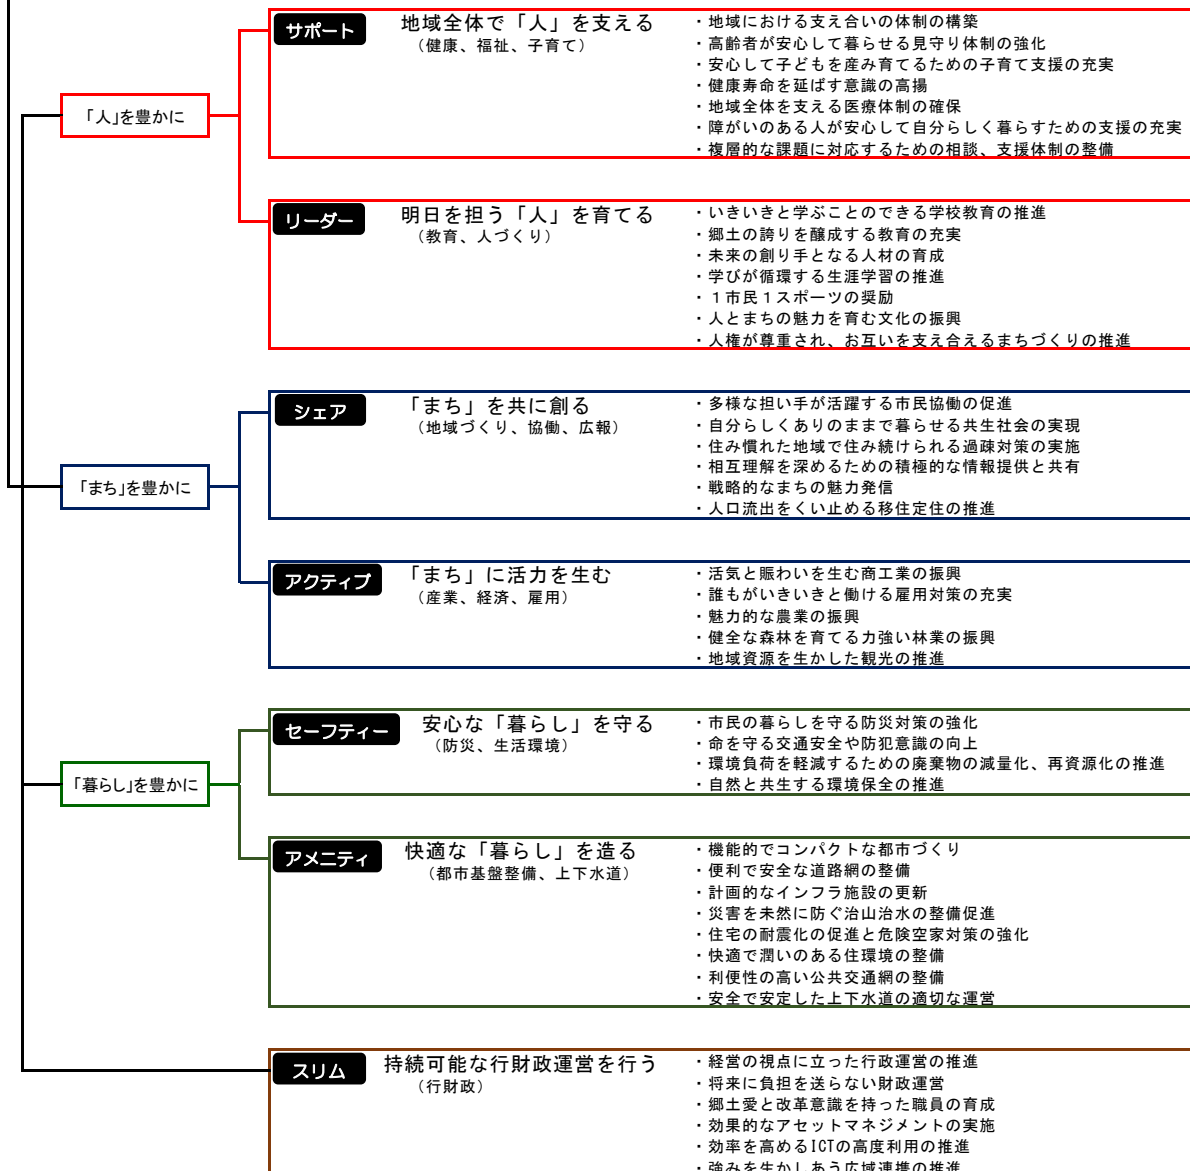 「人」を豊かに
サポート
地域全体で「人」を支える
（健康、福祉、子育て）
・地域における支え合いの体制の構築
・高齢者が安心して暮らせる見守り体制の強化
・安心して子どもを産み育てるための子育て支援の充実
・健康寿命を延ばす意識の高揚
・地域全体を支える医療体制の確保
・障がいのある人が安心して自分らしく暮らすための支援の充実
・複層的な課題に対応するための相談、支援体制の整備
リーダー
明日を担う「人」を育てる
（教育、人づくり）
・いきいきと学ぶことのできる学校教育の推進
・郷土の誇りを醸成する教育の充実
・未来の創り手となる人材の育成
・学びが循環する生涯学習の推進
・１市民１スポーツの奨励
・人とまちの魅力を育む文化の振興
・人権が尊重され、お互いを支え合えるまちづくりの推進
「まち」を豊かに
シェア
「まち」を共に創る
（地域づくり、協働、広報）
・多様な担い手が活躍する市民協働の促進
・自分らしくありのままで暮らせる共生社会の実現
・住み慣れた地域で住み続けられる過疎対策の実施
・相互理解を深めるための積極的な情報提供と共有
・戦略的なまちの魅力発信
・人口流出をくい止める移住定住の推進
アクティブ
「まち」に活力を生む
（産業、経済、雇用）
・活気と賑わいを生む商工業の振興
・誰もがいきいきと働ける雇用対策の充実
・魅力的な農業の振興
・健全な森林を育てる力強い林業の振興
・地域資源を生かした観光の推進
「暮らし」を豊かに
セーフティー
安心な「暮らし」を守る
（防災、生活環境）
・市民の暮らしを守る防災対策の強化
・命を守る交通安全や防犯意識の向上
・環境負荷を軽減するための廃棄物の減量化、再資源化の推進
・自然と共生する環境保全の推進
アメニティ
快適な「暮らし」を造る
（都市基盤整備、上下水道）
・機能的でコンパクトな都市づくり
・便利で安全な道路網の整備
・計画的なインフラ施設の更新
・災害を未然に防ぐ治山治水の整備促進
・住宅の耐震化の促進と危険空家対策の強化
・快適で潤いのある住環境の整備
・利便性の高い公共交通網の整備
・安全で安定した上下水道の適切な運営
スリム
持続可能な行財政運営を行う
（行財政）
・経営の視点に立った行政運営の推進
・将来に負担を送らない財政運営
・郷土愛と改革意識を持った職員の育成
・効果的なアセットマネジメントの実施
・効率を高めるICTの高度利用の推進
・強みを生かしあう広域連携の推進